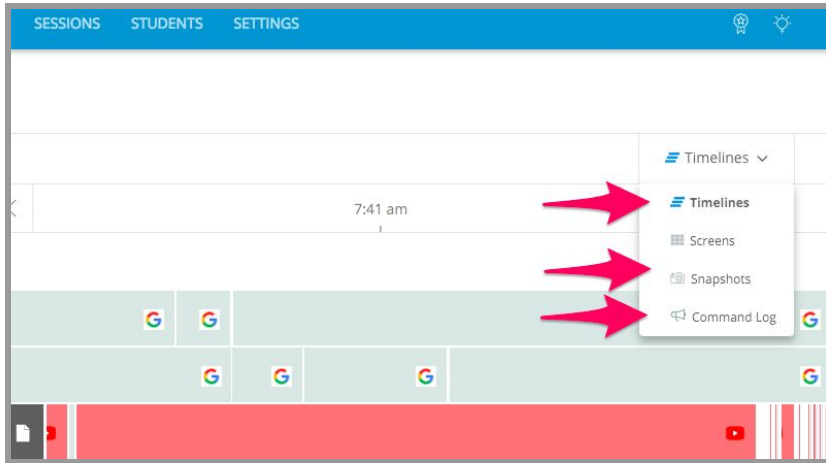 SESSIONS STUDENTS SETTINGS
Timelines
7:41 am
Timelines
Screens
Snapshots
Command Log